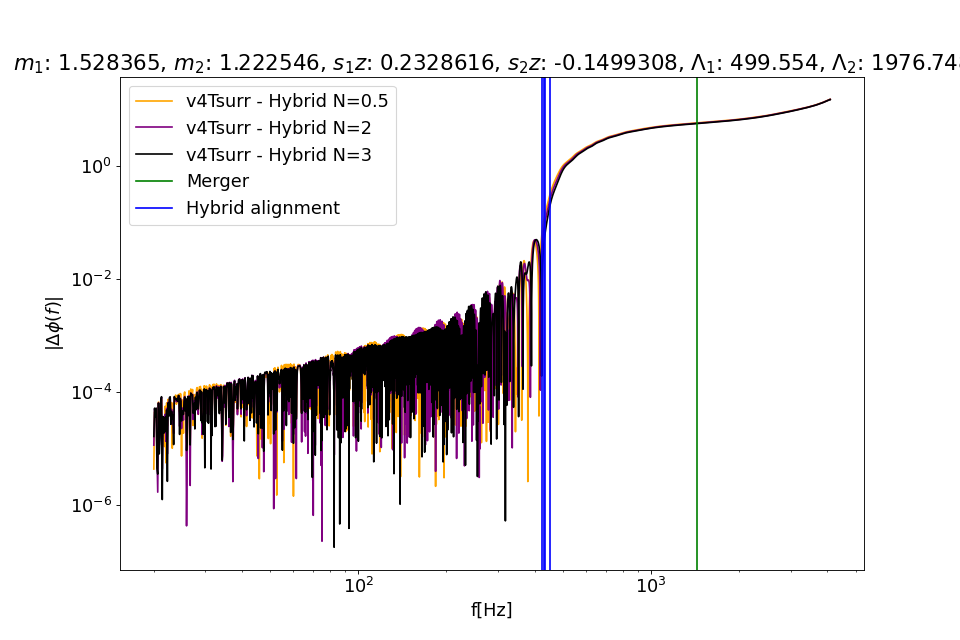 m₁: 1.528365, m₂: 1.222546, s₁z: 0.2328616, s₂z: -0.1499308, Λ₁: 499.554, Λ₂: 1976.748
v4Tsurr - Hybrid N=0.5
v4Tsurr - Hybrid N=2
v4Tsurr - Hybrid N=3
Merger
Hybrid alignment
|Δϕ(f)|
10⁰
10⁻²
10⁻⁴
10⁻⁶
10²
10³
f[Hz]